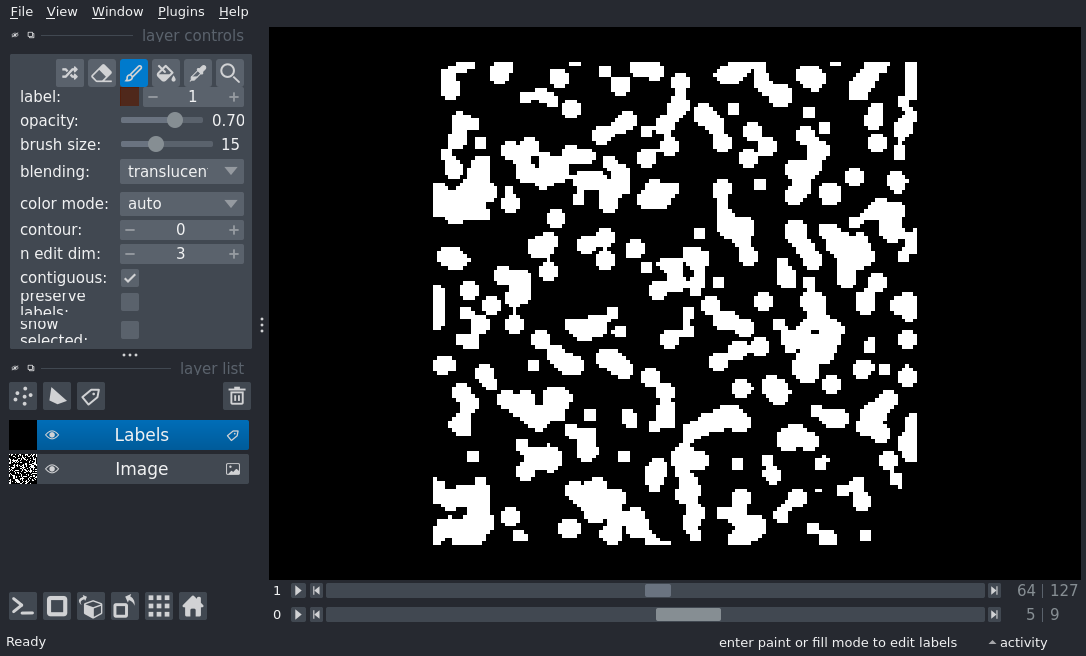 File View Window Plugins Help
layer controls
label: 1
opacity: 0.70
brush size: 15
blending: translucen
color mode: auto
contour: 0
n edit dim: 3
contiguous:
preserve
labels:
show
selected:
layer list
Labels
Image
1 64 127
0 5 9
Ready enter paint or fill mode to edit labels activity